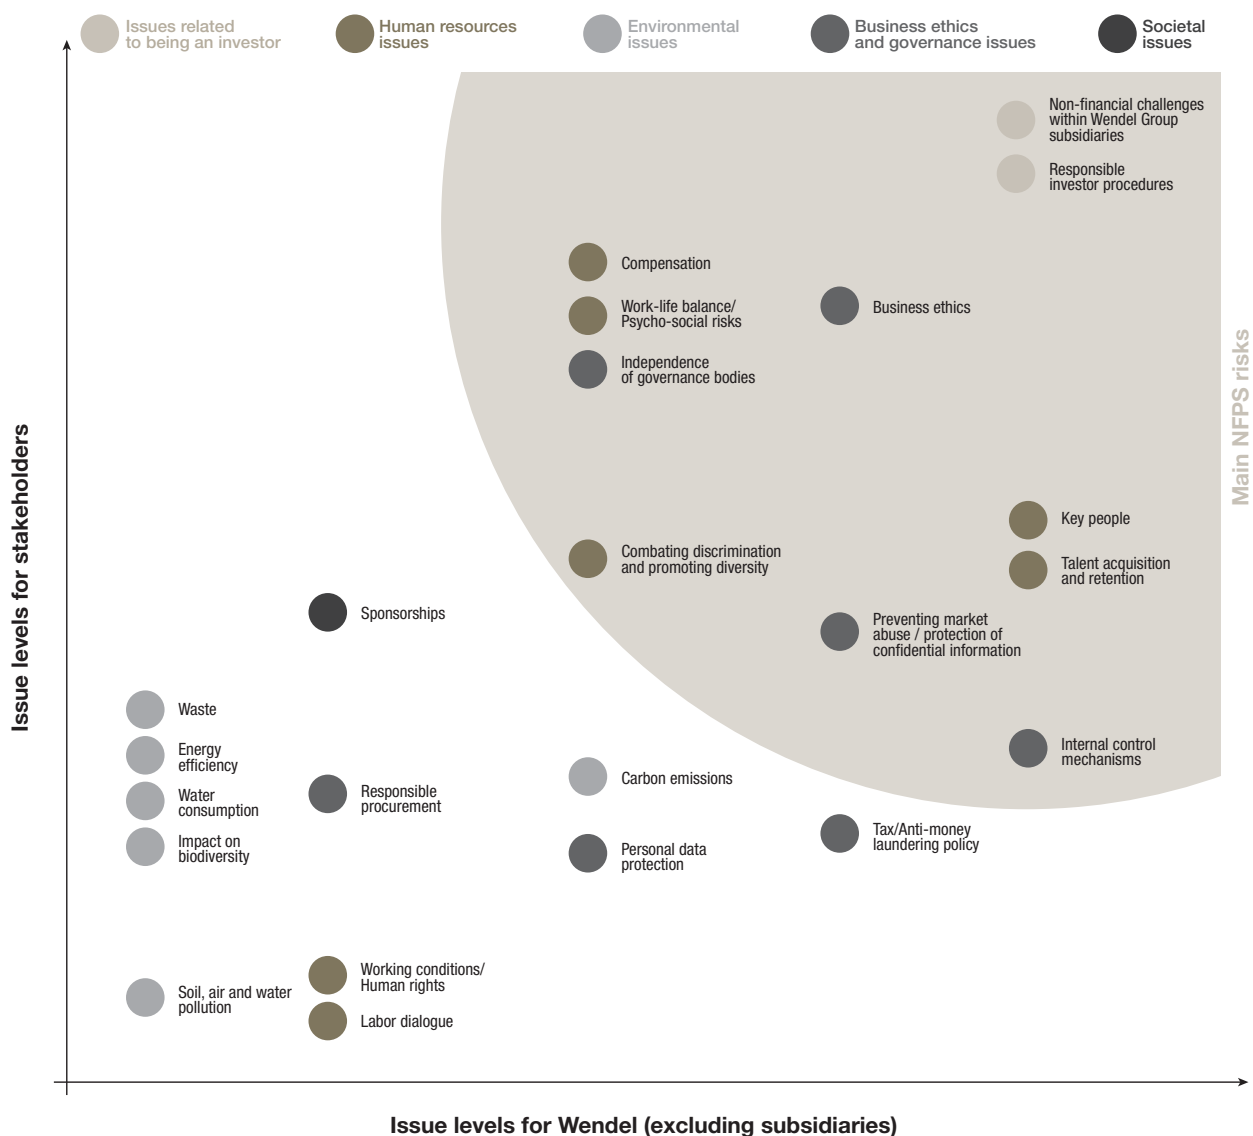 Issues related
to being an investor
Human resources
issues
Environmental
issues
Business ethics
and governance issues
Societal
issues
Non-financial challenges
within Wendel Group
subsidiaries
Responsible
investor procedures
Compensation
Work-life balance/
Psycho-social risks
Business ethics
Independence
of governance bodies
Main NFPS risks
Issue levels for stakeholders
Key people
Combating discrimination
and promoting diversity
Talent acquisition
and retention
Sponsorships
Preventing market
abuse / protection of
confidential information
Waste
Energy
efficiency
Internal control
mechanisms
Carbon emissions
Water
consumption
Responsible
procurement
Impact on
biodiversity
Personal data
protection
Tax/Anti-money
laundering policy
Soil, air and water
pollution
Working conditions/
Human rights
Labor dialogue
Issue levels for Wendel (excluding subsidiaries)